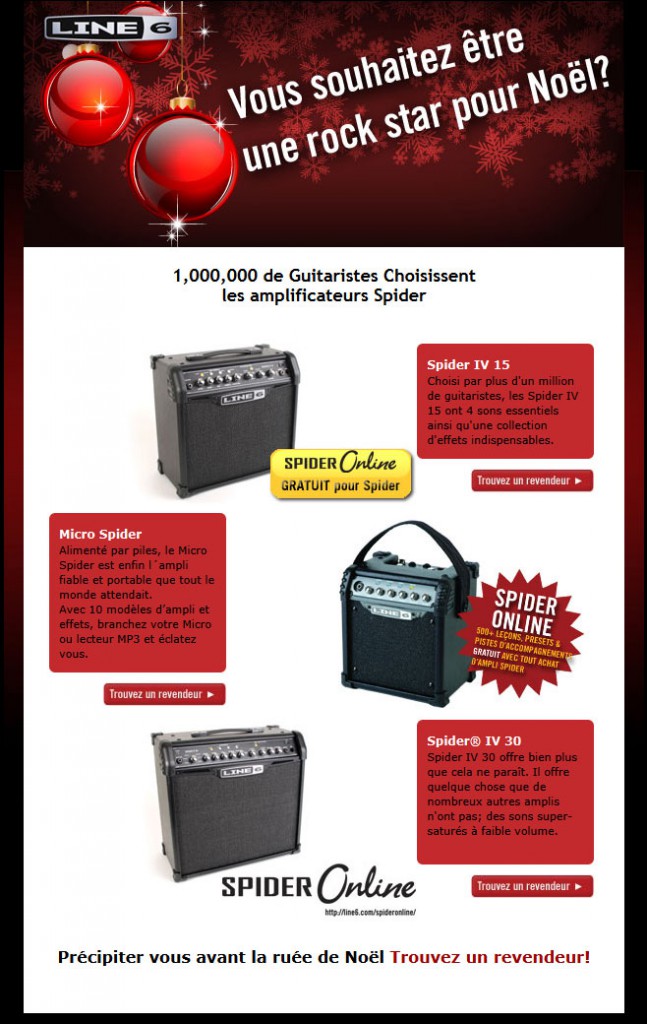 LINE 6
Vous souhaitez être
une rock star pour Noël?
1,000,000 de Guitaristes Choisissent
les amplificateurs Spider
LINE 6
SPIDER Online
GRATUIT pour Spider
Spider IV 15
Choisi par plus d'un million
de guitaristes, les Spider IV
15 ont 4 sons essentiels
ainsi qu'une collection
d'effets indispensables.
Trouvez un revendeur ►
Micro Spider
Alimenté par piles, le Micro
Spider est enfin l´ampli
fiable et portable que tout le
monde attendait.
Avec 10 modèles d'ampli et
effets, branchez votre Micro
ou lecteur MP3 et éclatez
vous.
Trouvez un revendeur ►
LINE 6
SPIDER
ONLINE
500+ LEÇONS, PRESETS &
PISTES D'ACCOMPAGNEMENTS
GRATUIT AVEC TOUT ACHAT
D'AMPLI SPIDER
LINE 6
SPIDER Online
http://line6.com/spideronline/
Spider® IV 30
Spider IV 30 offre bien plus
que cela ne paraît. Il offre
quelque chose que de
nombreux autres amplis
n'ont pas; des sons super-
saturés à faible volume.
Trouvez un revendeur ►
Précipiter vous avant la ruée de Noël Trouvez un revendeur!